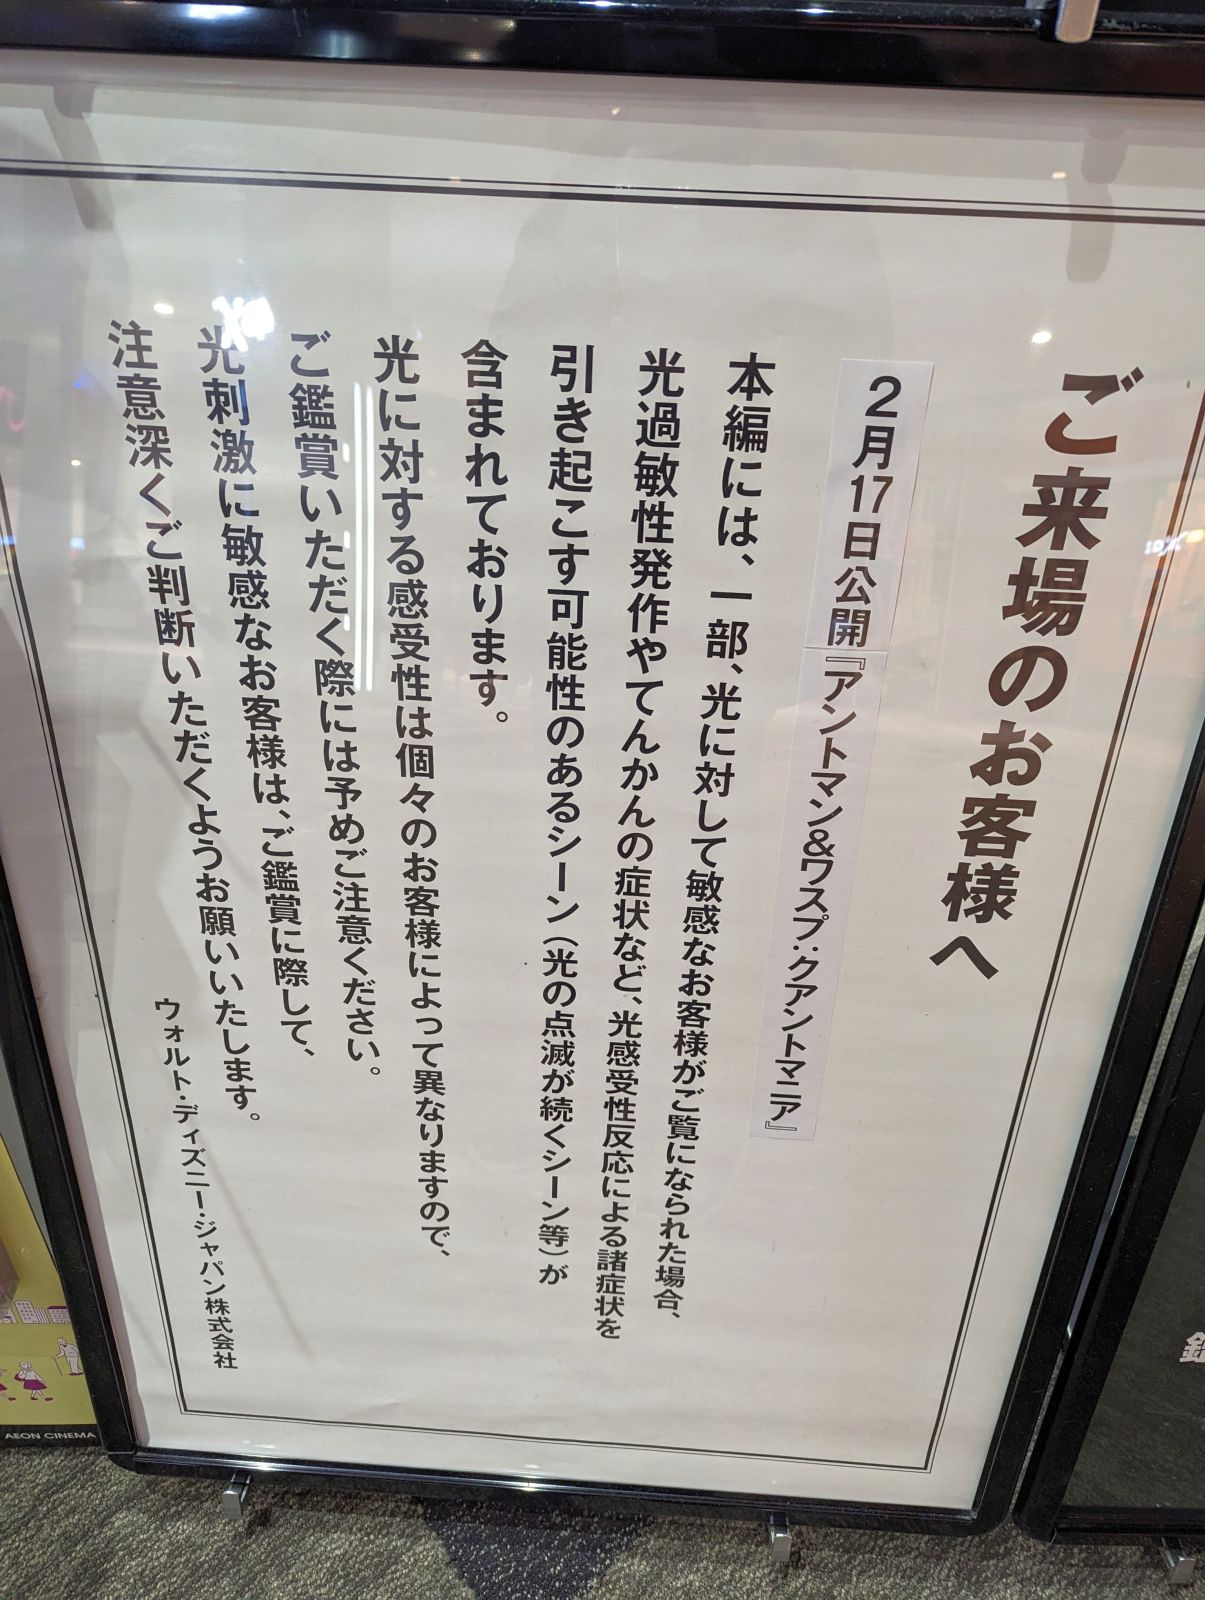 ご来場のお客様へ
2月17日公開『アントマン&ワスプ:クアントマニア』
本編には、一部、光に対して敏感なお客様がご覧になられた場合、
光過敏性発作やてんかんの症状など、光感受性反応による諸症状を
引き起こす可能性のあるシーン(光の点滅が続くシーン等)が
含まれております。
光に対する感受性は個々のお客様によって異なりますので、
ご鑑賞いただく際には予めご注意ください。
光刺激に敏感なお客様は、ご鑑賞に際して、
注意深くご判断いただくようお願いいたします。
ウォルト・ディズニー・ジャパン株式会社
AEON CINEMA